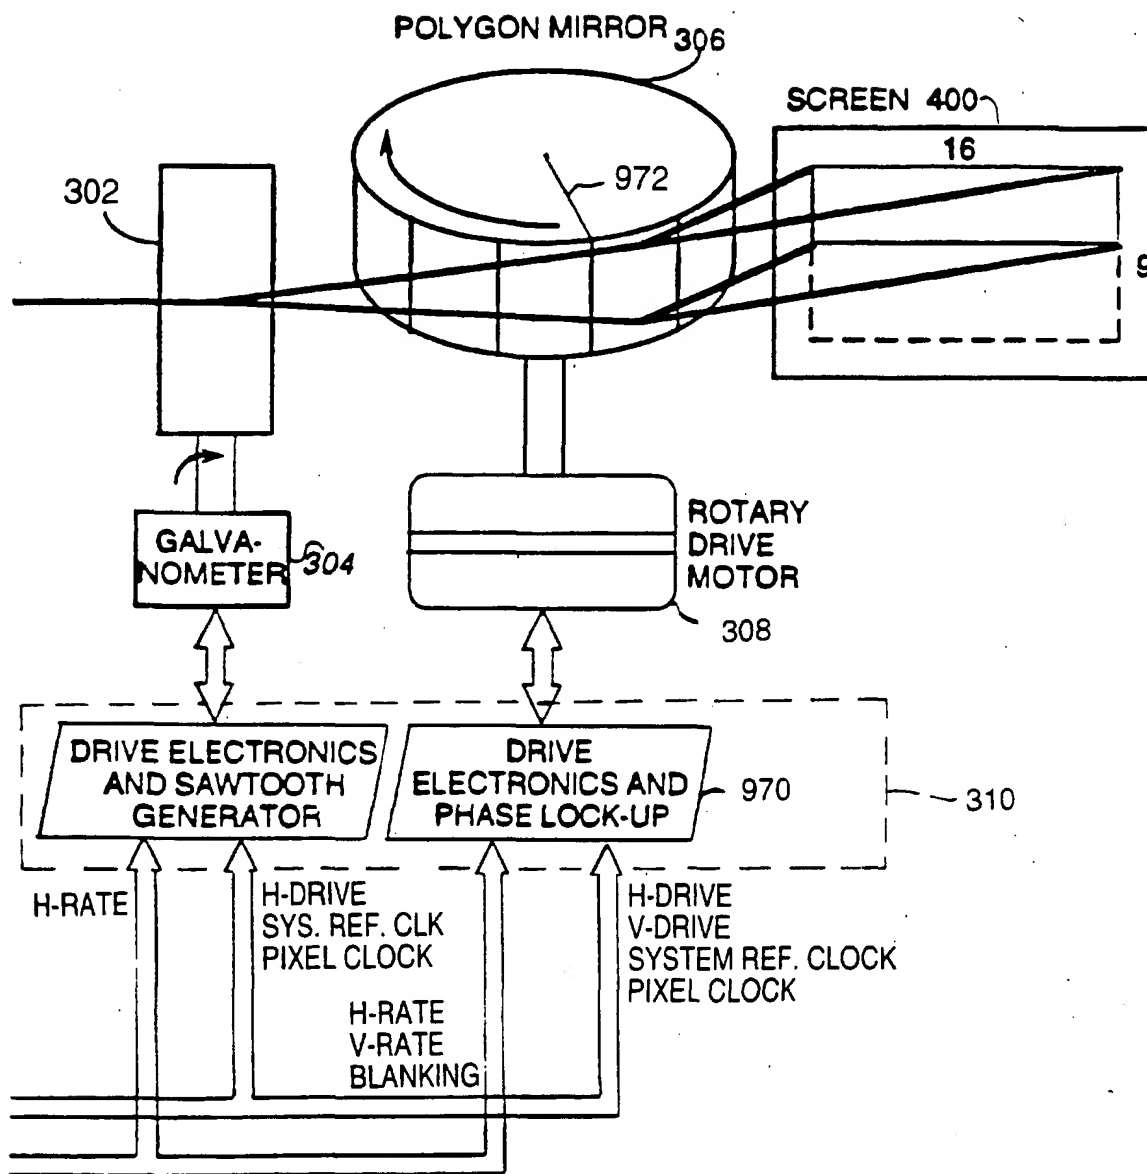 POLYGON MIRROR 306
SCREEN 400
16
302
972
9
GALVA-
NOMETER
304
ROTARY
DRIVE
MOTOR
308
DRIVE ELECTRONICS
AND SAWTOOTH
GENERATOR
DRIVE
ELECTRONICS AND
PHASE LOCK-UP
970
310
H-RATE
H-DRIVE
SYS. REF. CLK
PIXEL CLOCK
H-DRIVE
V-DRIVE
SYSTEM REF. CLOCK
PIXEL CLOCK
H-RATE
V-RATE
BLANKING